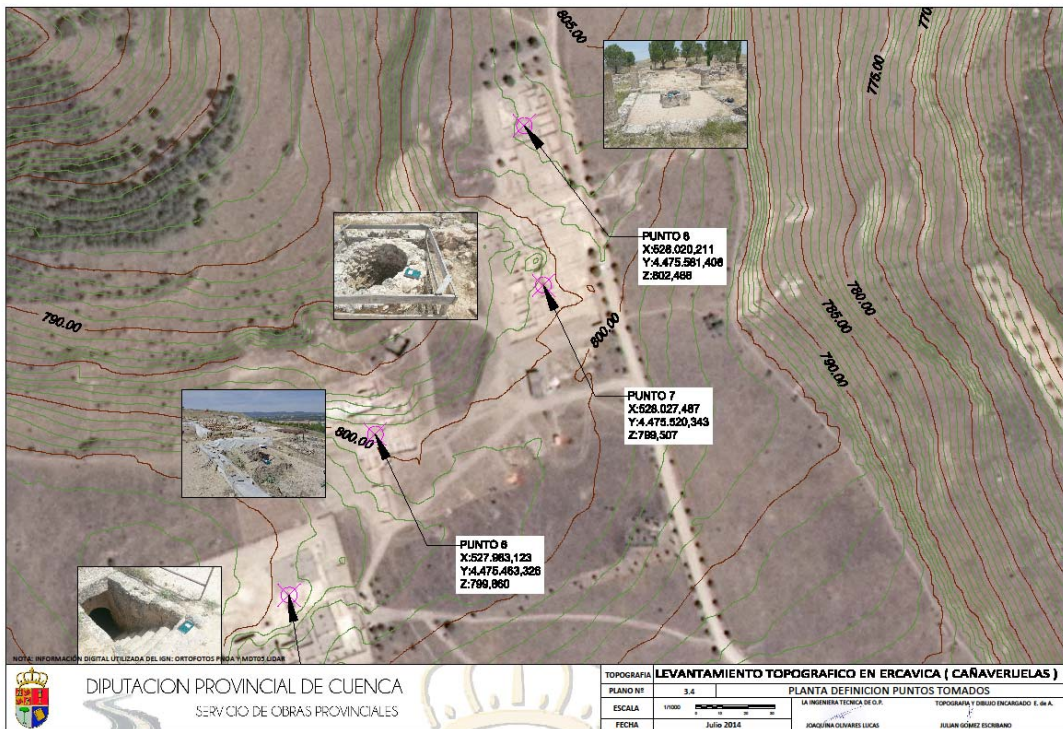 805.00
770.00
775.00
PUNTO 8
X:528.020,211
Y:4.475.581,406
Z:802,466
780.00
785.00
790.00
790.00
800.00
PUNTO 7
X:528.027,487
Y:4.475.520,343
Z:799,507
800.00
PUNTO 6
X:527.963,123
Y:4.475.463,326
Z:799,860
NOTA: INFORMACIÓN DIGITAL UTILIZADA DEL IGN: ORTOFOTOS PNOA Y MDT05 LIDAR
DIPUTACION PROVINCIAL DE CUENCA
SERVICIO DE OBRAS PROVINCIALES
TOPOGRAFIA LEVANTAMIENTO TOPOGRAFICO EN ERCAVICA ( CAÑAVERUELAS )
PLANO Nº 3.4 PLANTA DEFINICION PUNTOS TOMADOS
ESCALA 1/1000
LA INGENIERA TECNICA DE O.P.
TOPOGRAFIA Y DIBUJO ENCARGADO E. de A.
FECHA Julio 2014
JOAQUÍNA OLIVARES LUCAS
JULIAN GÓMEZ ESCRIBANO